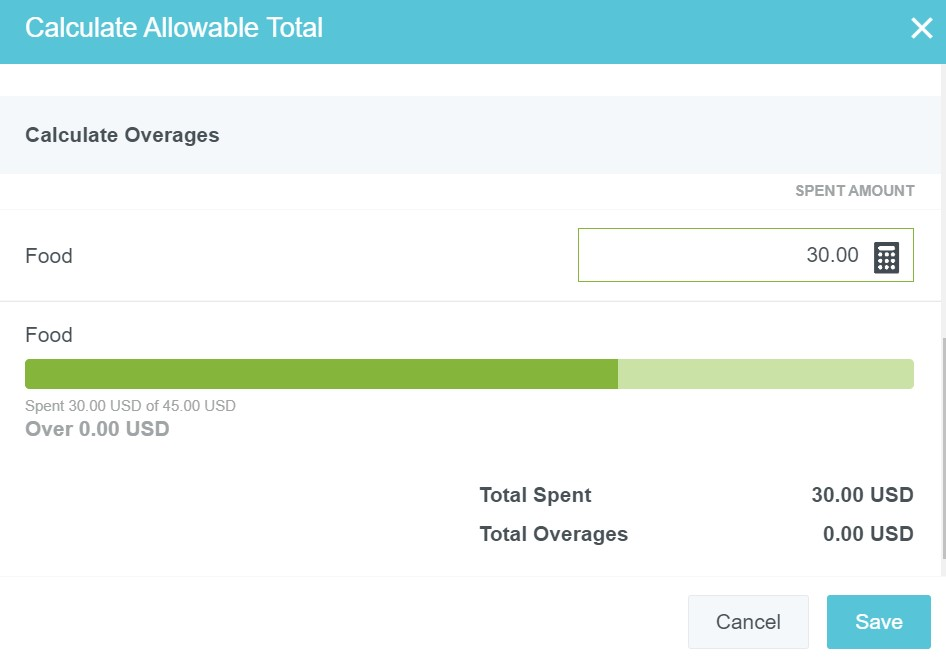 Calculate Allowable Total
Calculate Overages
SPENT AMOUNT
Food 30.00
Food
Spent 30.00 USD of 45.00 USD
Over 0.00 USD
Total Spent 30.00 USD
Total Overages 0.00 USD
Cancel Save